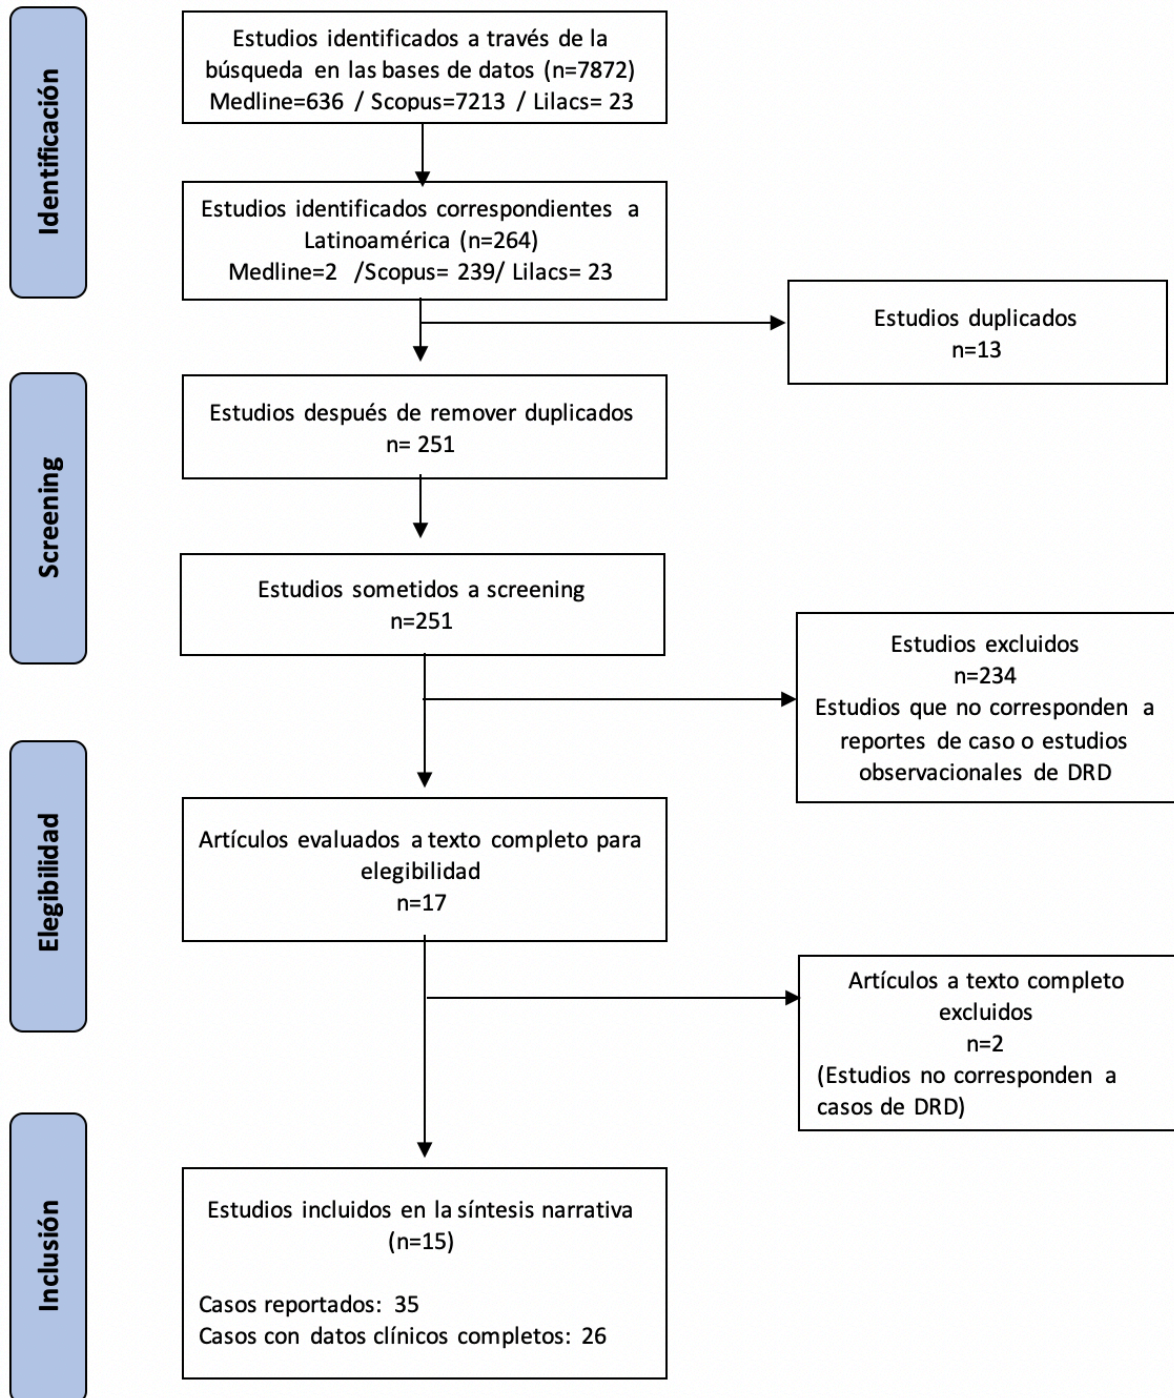 Identificación
Estudios identificados a través de la
búsqueda en las bases de datos (n=7872)
Medline=636 / Scopus=7213 / Lilacs= 23
Estudios identificados correspondientes a
Latinoamérica (n=264)
Medline=2 /Scopus= 239/ Lilacs= 23
Estudios duplicados
n=13
Screening
Estudios después de remover duplicados
n= 251
Estudios sometidos a screening
n=251
Estudios excluidos
n=234
Estudios que no corresponden a
reportes de caso o estudios
observacionales de DRD
Elegibilidad
Artículos evaluados a texto completo para
elegibilidad
n=17
Artículos a texto completo
excluidos
n=2
(Estudios no corresponden a
casos de DRD)
Inclusión
Estudios incluidos en la síntesis narrativa
(n=15)
Casos reportados: 35
Casos con datos clínicos completos: 26